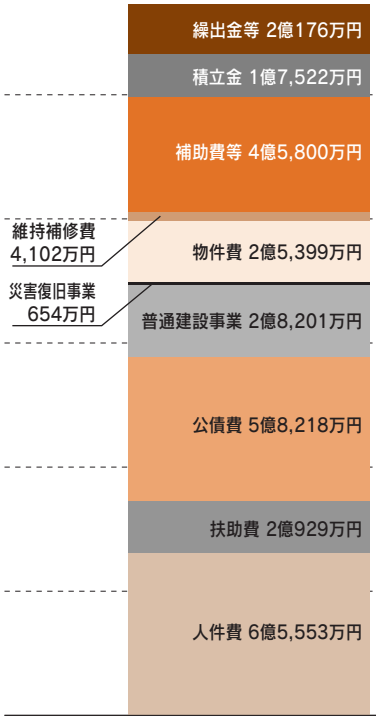 繰出金等 2億176万円
積立金 1億7,522万円
補助費等 4億5,800万円
維持補修費
4,102万円
物件費 2億5,399万円
災害復旧事業
654万円
普通建設事業 2億8,201万円
公債費 5億8,218万円
扶助費 2億929万円
人件費 6億5,553万円